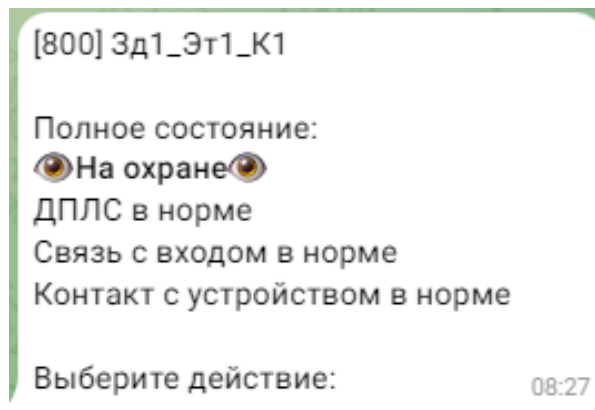 [800] Зд1_Эт1_К1
Полное состояние:
👁На охране👁
ДПЛС в норме
Связь с входом в норме
Контакт с устройством в норме
Выберите действие:
08:27